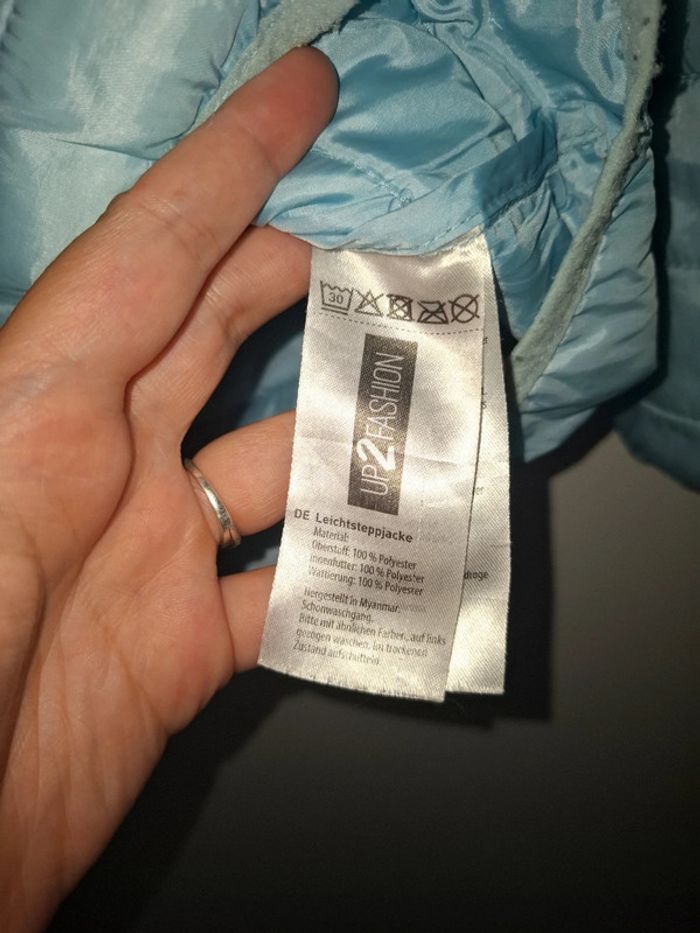 30
UP2FASHION
DE Leichtsteppjacke
Material:
Oberstoff: 100 % Polyester
Innenfutter: 100 % Polyester
Wattierung: 100 % Polyester
Hergestellt in Myanmar.
Schonwaschgang.
Bitte mit ähnlichen Farben, auf links
gezogen waschen. Im trockenen
Zustand aufschütteln.